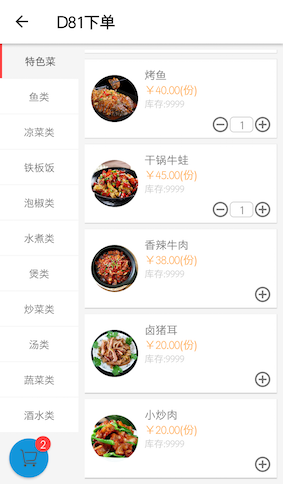 D81下单
特色菜
鱼类
凉菜类
铁板饭
泡椒类
水煮类
煲类
炒菜类
汤类
蔬菜类
酒水类
2
烤鱼
￥40.00(份)
库存:9999
1
干锅牛蛙
￥45.00(份)
库存:9999
1
香辣牛肉
￥38.00(份)
库存:9999
卤猪耳
￥20.00(份)
库存:9999
小炒肉
￥20.00(份)
库存:9999